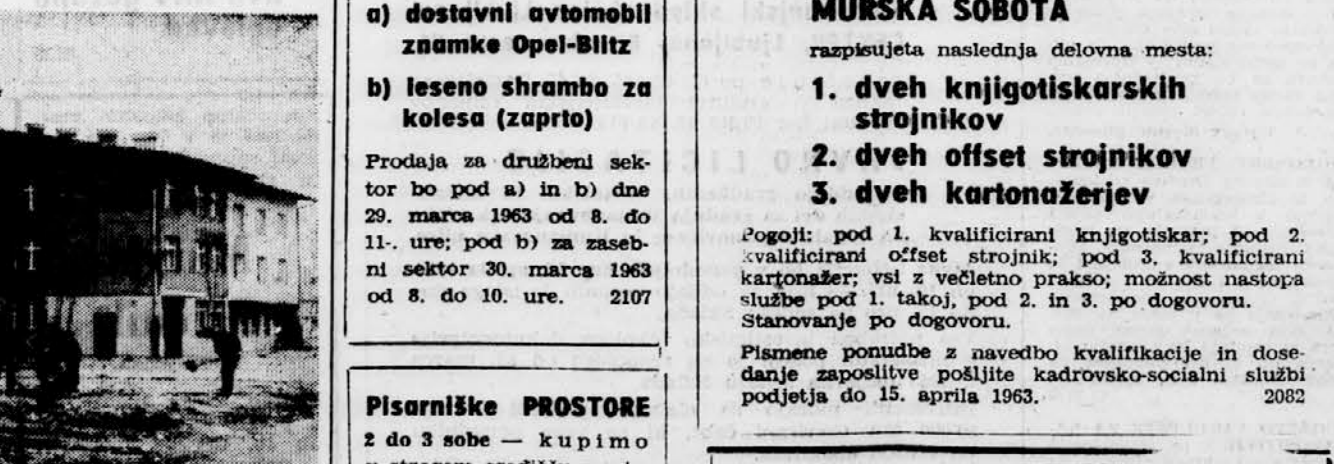 a) dostavni avtomobil
znamke Opel-Blitz
b) leseno shrambo za
kolesa (zaprto)
Prodaja za družbeni sek-
tor bo pod a) in b) dne
29. marca 1963 od 8. do
11-. ure; pod b) za zaseb-
ni sektor 30. marca 1963
od 8. do 10. ure. 2107
Pisarniške PROSTORE
2 do 3 sobe — kupimo
MURSKA SOBOTA
razpisujeta naslednja delovna mesta:
1. dveh knjigotiskarskih
strojnikov
2. dveh offset strojnikov
3. dveh kartonažerjev
Pogoji: pod 1. kvalificirani knjigotiskar; pod 2.
kvalificirani offset strojnik; pod 3. kvalificirani
kartonažer; vsi z večletno prakso; možnost nastopa
službe pod 1. takoj, pod 2. in 3. po dogovoru.
Stanovanje po dogovoru.
Pismene ponudbe z navedbo kvalifikacije in dose-
danje zaposlitve pošljite kadrovsko-socialni službi
podjetja do 15. aprila 1963. 2082